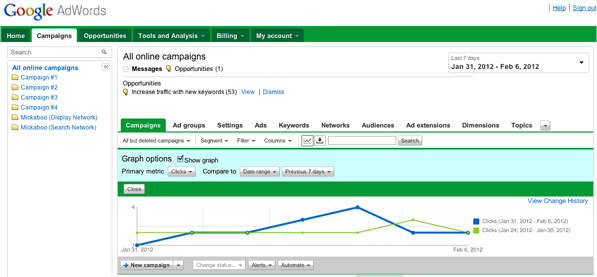 Google AdWords
Help | Sign out
Home Campaigns Opportunities Tools and Analysis Billing My account
Search
All online campaigns
Campaign #1
Campaign #2
Campaign #3
Campaign #4
Mickaboo (Display Network)
Mickaboo (Search Network)
All online campaigns
Messages Opportunities (1)
Last 7 days
Jan 31, 2012 - Feb 6, 2012
Opportunities
Increase traffic with new keywords (53) View | Dismiss
Campaigns Ad groups Settings Ads Keywords Networks Audiences Ad extensions Dimensions Topics
All but deleted campaigns Segment Filter Columns Search
Graph options Show graph
Primary metric Clicks Compare to Date range Previous 7 days
Close
View Change History
4
Clicks (Jan 31, 2012 - Feb 6, 2012)
Clicks (Jan 24, 2012 - Jan 30, 2012)
Jan 31, 2012 Feb 6, 2012
+ New campaign Change status... Alerts Automate